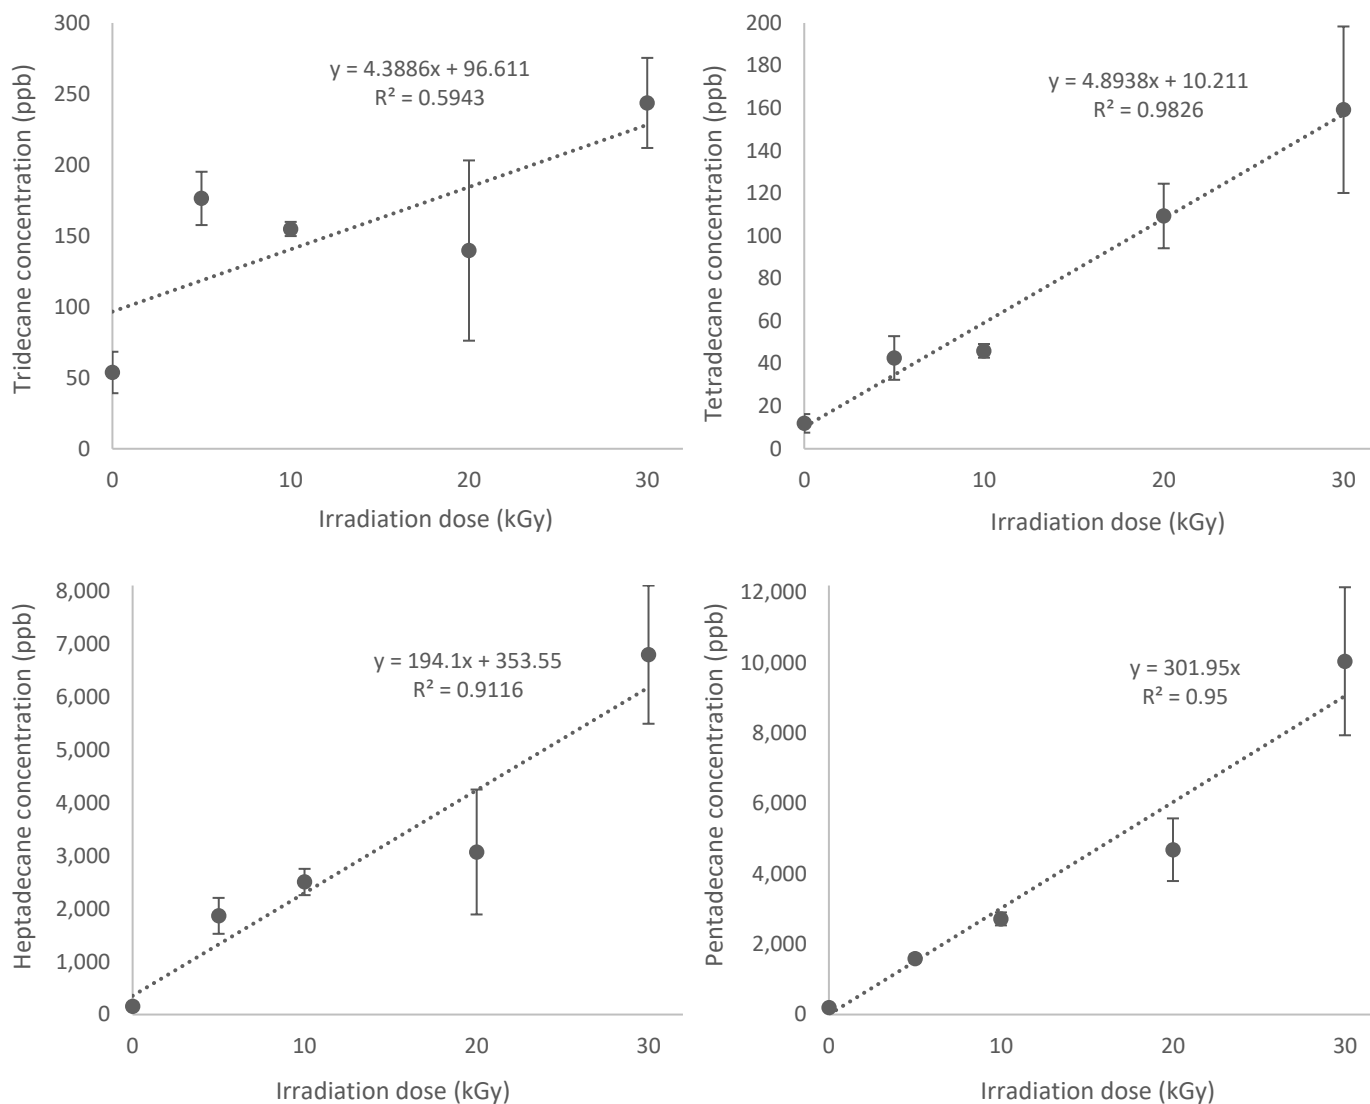 Tridecane concentration (ppb)
300
250
200
150
100
50
0
y = 4.3886x + 96.611
R² = 0.5943
0 10 20 30
Irradiation dose (kGy)
Tetradecane concentration (ppb)
200
180
160
140
120
100
80
60
40
20
0
y = 4.8938x + 10.211
R² = 0.9826
0 10 20 30
Irradiation dose (kGy)
Heptadecane concentration (ppb)
8,000
7,000
6,000
5,000
4,000
3,000
2,000
1,000
0
y = 194.1x + 353.55
R² = 0.9116
0 10 20 30
Irradiation dose (kGy)
Pentadecane concentration (ppb)
12,000
10,000
8,000
6,000
4,000
2,000
0
y = 301.95x
R² = 0.95
0 10 20 30
Irradiation dose (kGy)